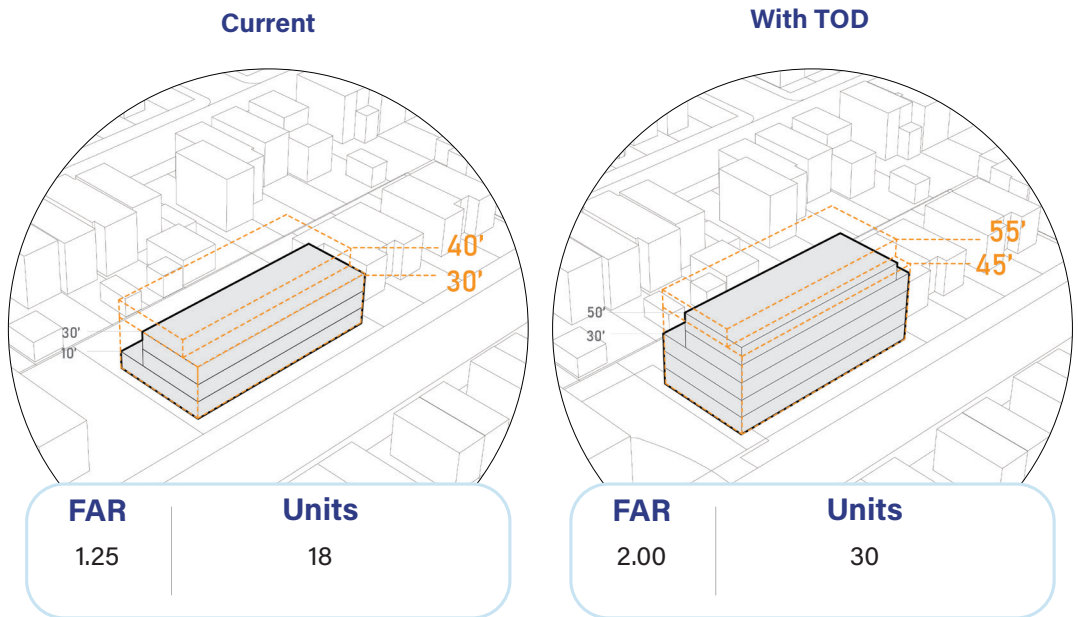 Current
40'
30'
30'
10'
FAR
Units
1.25
18
With TOD
55'
45'
50'
30'
FAR
Units
2.00
30